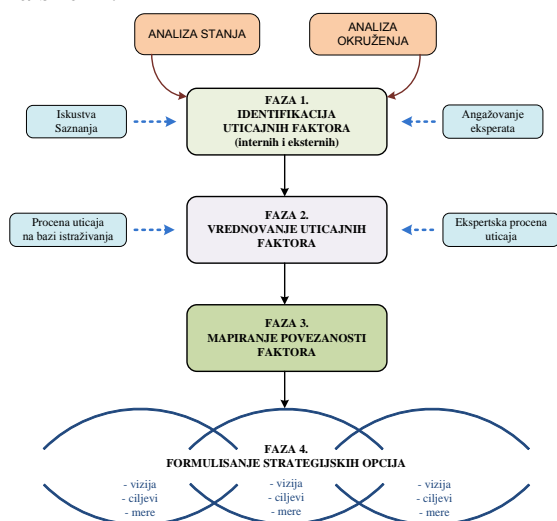 ANALIZA STANJA
ANALIZA
OKRUŽENJA
FAZA 1.
IDENTIFIKACIJA
UTICAJNIH FAKTORA
(internih i eksternih)
Iskustva
Saznanja
Angažovanje
eksperata
FAZA 2.
VREDNOVANJE UTICAJNIH
FAKTORA
Procena uticaja
na bazi istraživanja
Ekspertska procena
uticaja
FAZA 3.
MAPIRANJE POVEZANOSTI
FAKTORA
FAZA 4.
FORMULISANJE STRATEGIJSKIH OPCIJA
- vizija
- ciljevi
- mere
- vizija
- ciljevi
- mere
- vizija
- ciljevi
- mere